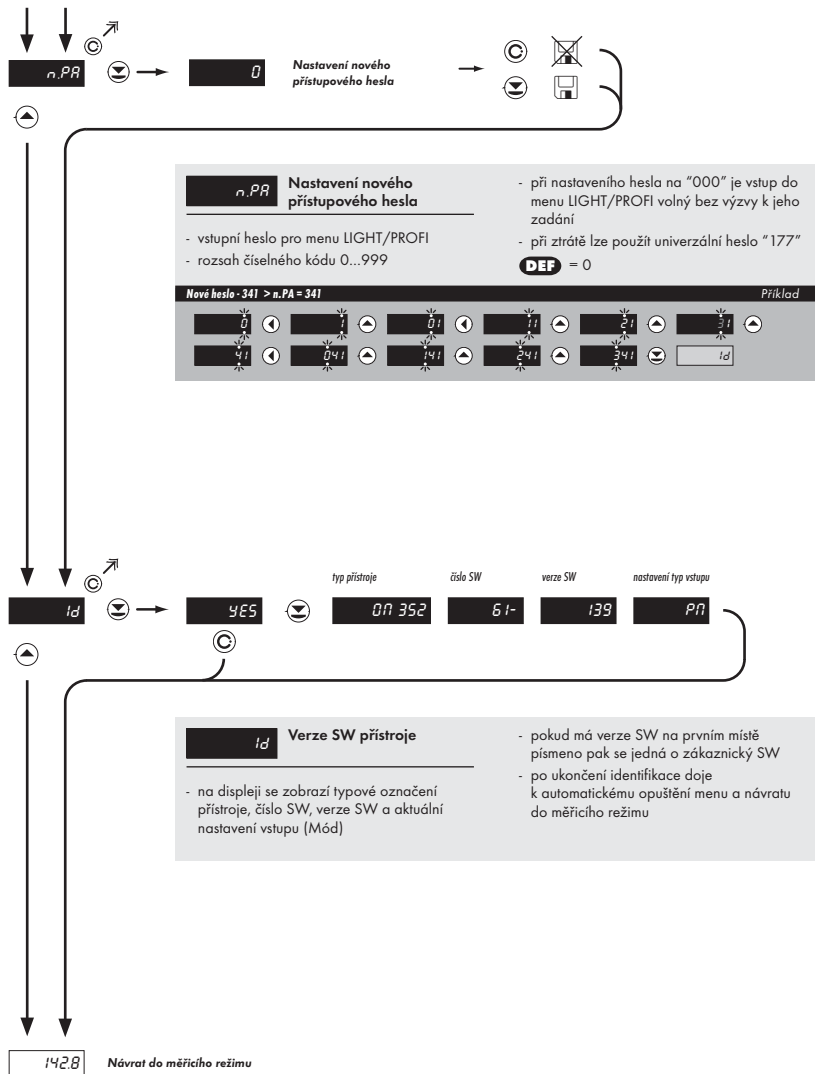 n.PA
0
Nastavení nového
přístupového hesla
n.PA
Nastavení nového
přístupového hesla
- vstupní heslo pro menu LIGHT/PROFI
- rozsah číselného kódu 0...999
- při nastaveního hesla na "000" je vstup do
menu LIGHT/PROFI volný bez výzvy k jeho
zadání
- při ztrátě lze použít univerzální heslo "177"
DEF = 0
Nové heslo - 341 > n.PA = 341 Příklad
0 1 01 11 21 31
41 041 141 241 341 Id
typ přístroje číslo SW verze SW nastavení typ vstupu
Id YES OM 352 61- 139 PM
Id
Verze SW přístroje
- na displeji se zobrazí typové označení
přístroje, číslo SW, verze SW a aktuální
nastavení vstupu (Mód)
- pokud má verze SW na prvním místě
písmeno pak se jedná o zákaznický SW
- po ukončení identifikace doje
k automatickému opuštění menu a návratu
do měřicího režimu
142.8 Návrat do měřicího režimu